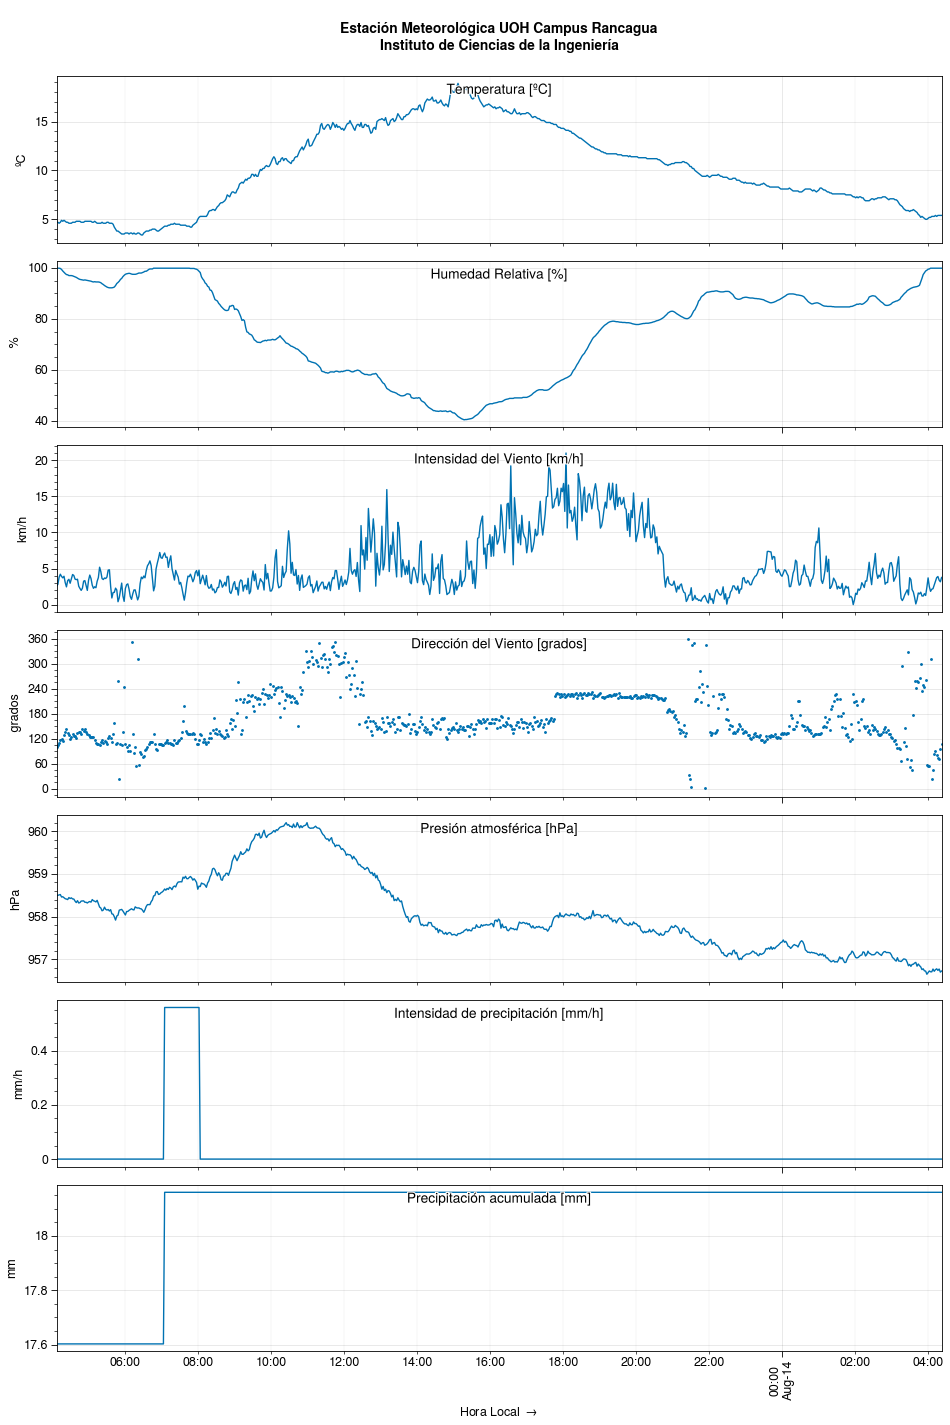 Estación Meteorológica UOH Campus Rancagua
Instituto de Ciencias de la Ingeniería
Temperatura [ºC]
ºC
15
10
5
Humedad Relativa [%]
%
100
80
60
40
Intensidad del Viento [km/h]
km/h
20
15
10
5
0
Dirección del Viento [grados]
grados
360
300
240
180
120
60
0
Presión atmosférica [hPa]
hPa
960
959
958
957
Intensidad de precipitación [mm/h]
mm/h
0.4
0.2
0
Precipitación acumulada [mm]
mm
18
17.8
17.6
06:00 08:00 10:00 12:00 14:00 16:00 18:00 20:00 22:00 00:00 02:00 04:00
Aug-14
Hora Local →